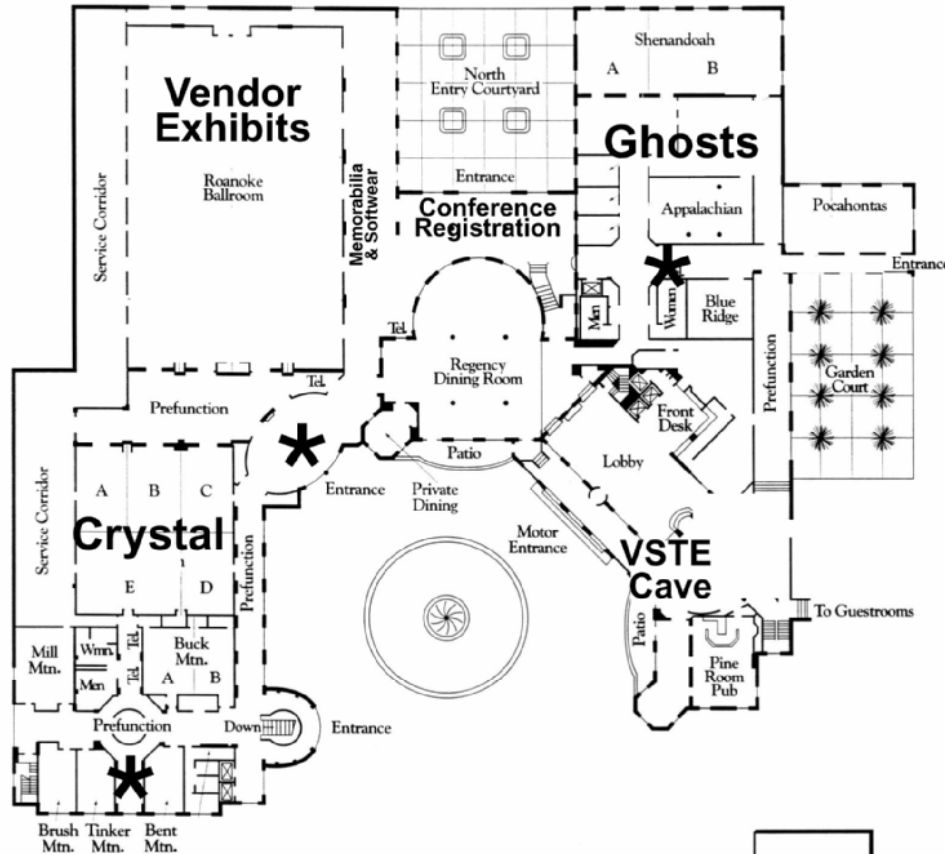 Vendor
Exhibits
Roanoke
Ballroom
Service Corridor
Memorabilia
& Softwear
North
Entry Courtyard
Entrance
Conference
Registration
Shenandoah
A B
Ghosts
Appalachian
Pocahontas
Entrance
*
Men
Women
Blue
Ridge
Prefunction
Garden
Court
Tel.
Regency
Dining Room
Tel.
Prefunction
*
Entrance
Private
Dining
Patio
Front
Desk
Lobby
Motor
Entrance
VSTE
Cave
Patio
To Guestrooms
Pine
Room
Pub
Service Corridor
A B C
Crystal
E D
Prefunction
Mill
Mtn.
Wmn.
Men
Tel.
Tel.
Buck
Mtn.
A B
Prefunction
Down
Entrance
*
Brush
Mtn.
Tinker
Mtn.
Bent
Mtn.